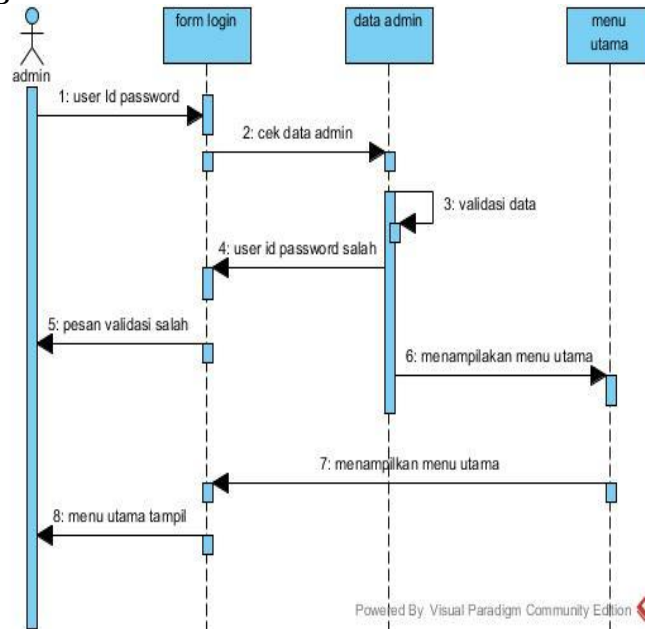 form login
data admin
menu
utama
admin
1: user Id password
2: cek data admin
3: validasi data
4: user id password salah
5: pesan validasi salah
6: menampilakan menu utama
7: menampilkan menu utama
8: menu utama tampil
Powered By Visual Paradigm Community Edition